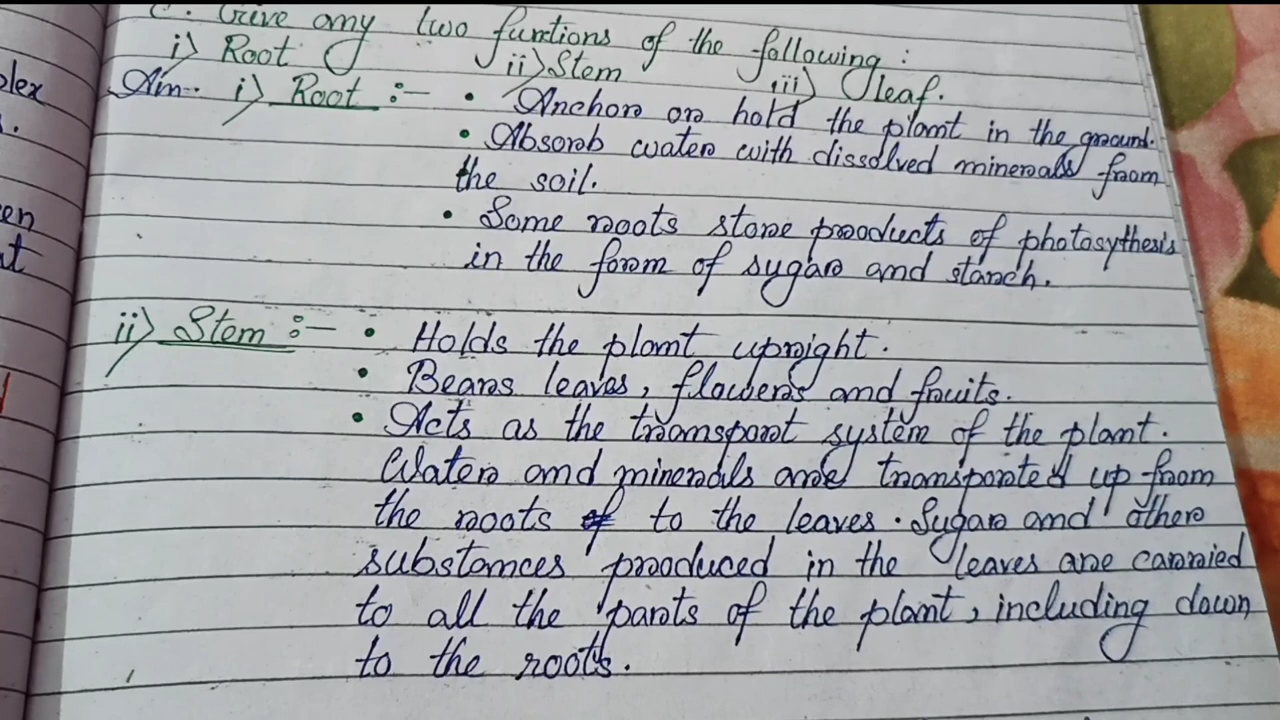 Give any two funtions of the following :
i) Root ii) Stem iii) leaf.
Ans. i) Root :- • Anchor or hold the plant in the ground.
• Absorb water with dissolved minerals from
the soil.
• Some roots store products of photosythesis
in the form of sugar and starch.
ii) Stem :- • Holds the plant upright.
• Bears leaves, flowers and fruits.
• Acts as the transport system of the plant.
Water and minerals are transported up from
the roots to the leaves. Sugar and other
substances produced in the leaves are carried
to all the parts of the plant, including down
to the roots.